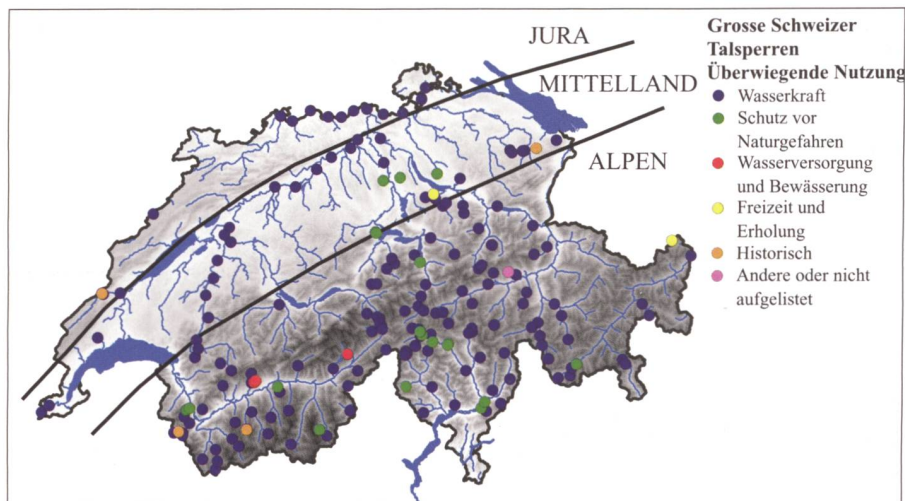 JURA
MITTELLAND
ALPEN
Grosse Schweizer
Talsperren
Überwiegende Nutzung
Wasserkraft
Schutz vor
Naturgefahren
Wasserversorgung
und Bewässerung
Freizeit und
Erholung
Historisch
Andere oder nicht
aufgelistet